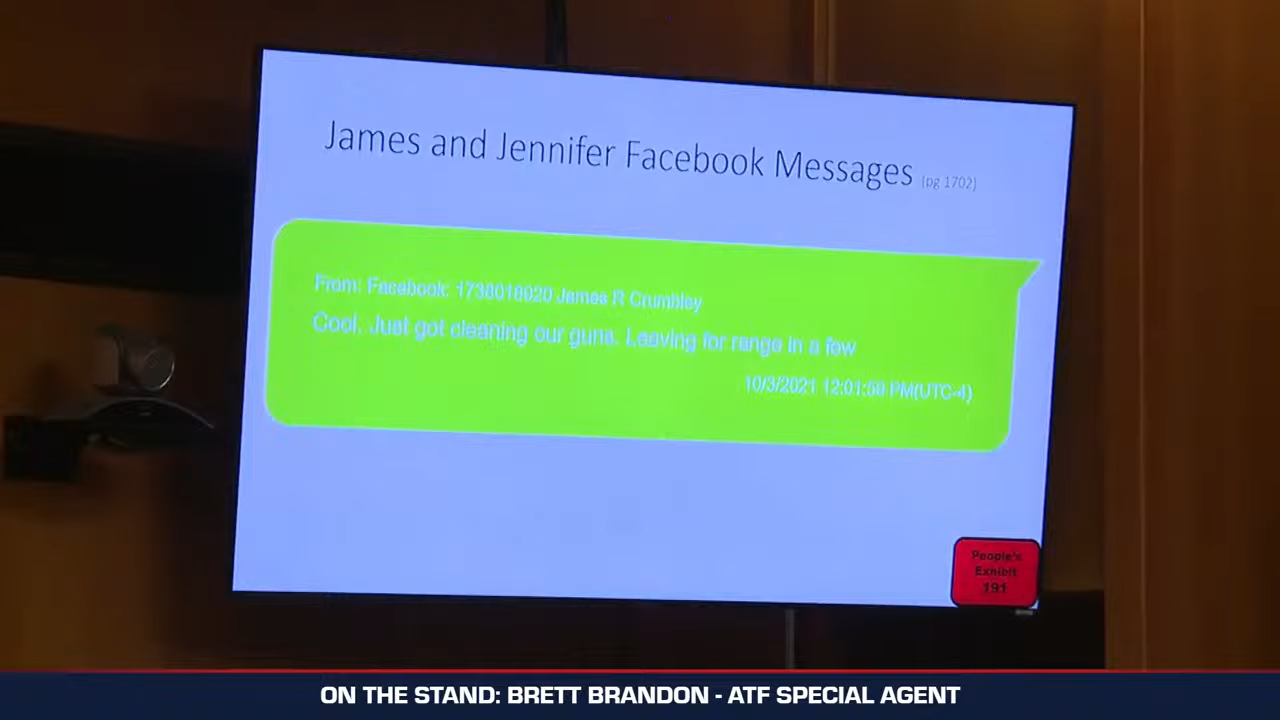 James and Jennifer Facebook Messages (pg 1702)
From: Facebook: 1738018920 James R Crumbley
Cool. Just got cleaning our guns. Leaving for range in a few
10/3/2021 12:01:59 PM(UTC-4)
People's
Exhibit
191
ON THE STAND: BRETT BRANDON - ATF SPECIAL AGENT